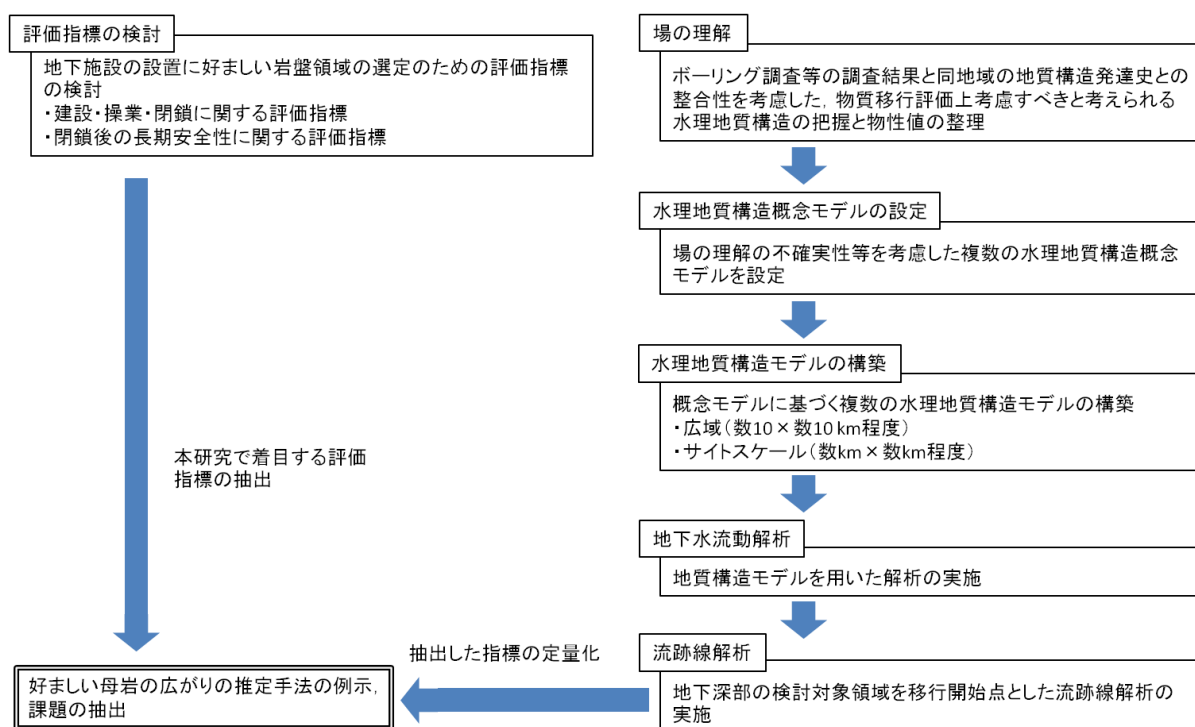 評価指標の検討
地下施設の設置に好ましい岩盤領域の選定のための評価指標
の検討
・建設・操業・閉鎖に関する評価指標
・閉鎖後の長期安全性に関する評価指標
本研究で着目する評価
指標の抽出
場の理解
ボーリング調査等の調査結果と同地域の地質構造発達史との
整合性を考慮した，物質移行評価上考慮すべきと考えられる
水理地質構造の把握と物性値の整理
水理地質構造概念モデルの設定
場の理解の不確実性等を考慮した複数の水理地質構造概念
モデルを設定
水理地質構造モデルの構築
概念モデルに基づく複数の水理地質構造モデルの構築
・広域（数10×数10 km程度）
・サイトスケール（数km×数km程度）
地下水流動解析
地質構造モデルを用いた解析の実施
流跡線解析
地下深部の検討対象領域を移行開始点とした流跡線解析の
実施
抽出した指標の定量化
好ましい母岩の広がりの推定手法の例示，
課題の抽出